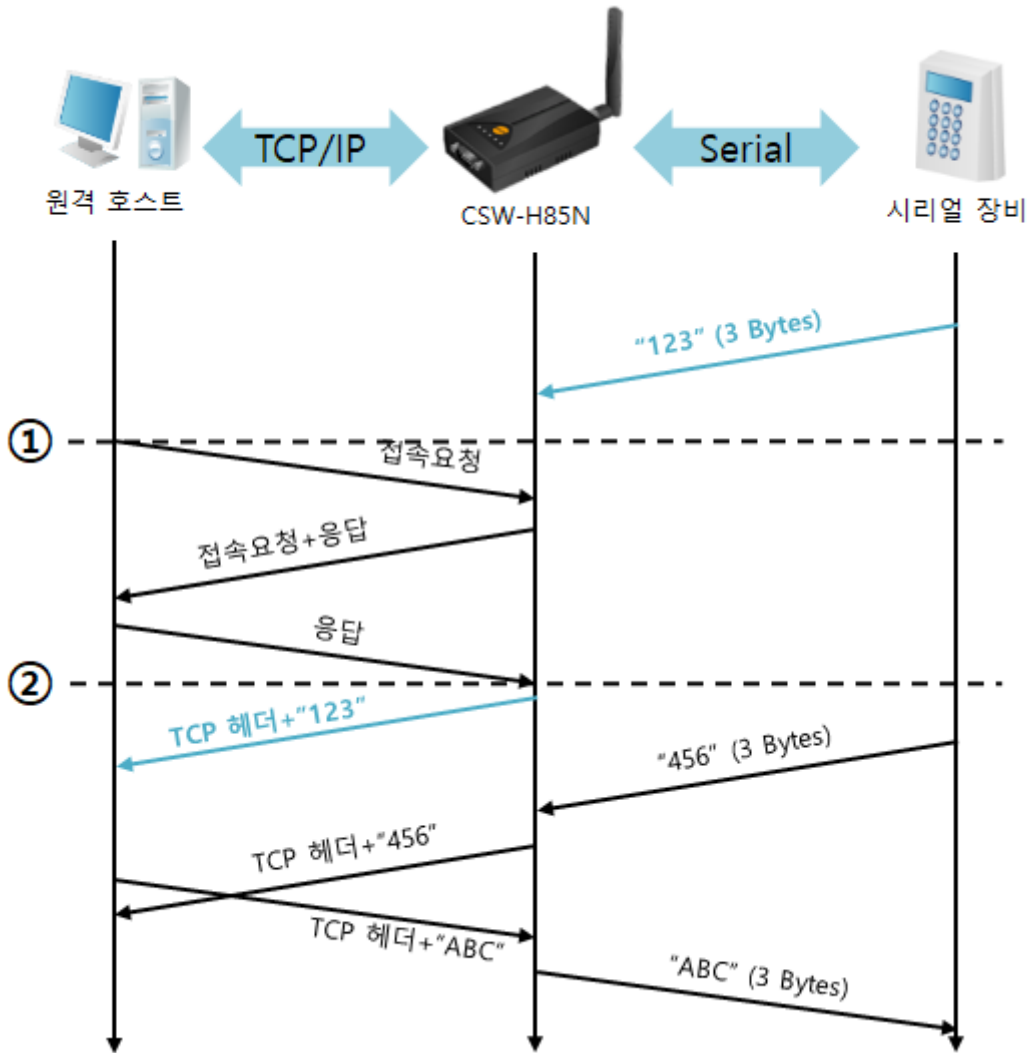 TCP/IP
Serial
원격 호스트
CSW-H85N
시리얼 장비
"123" (3 Bytes)
①
접속요청
접속요청+응답
응답
②
TCP 헤더+"123"
"456" (3 Bytes)
TCP 헤더+"456"
TCP 헤더+"ABC"
"ABC" (3 Bytes)